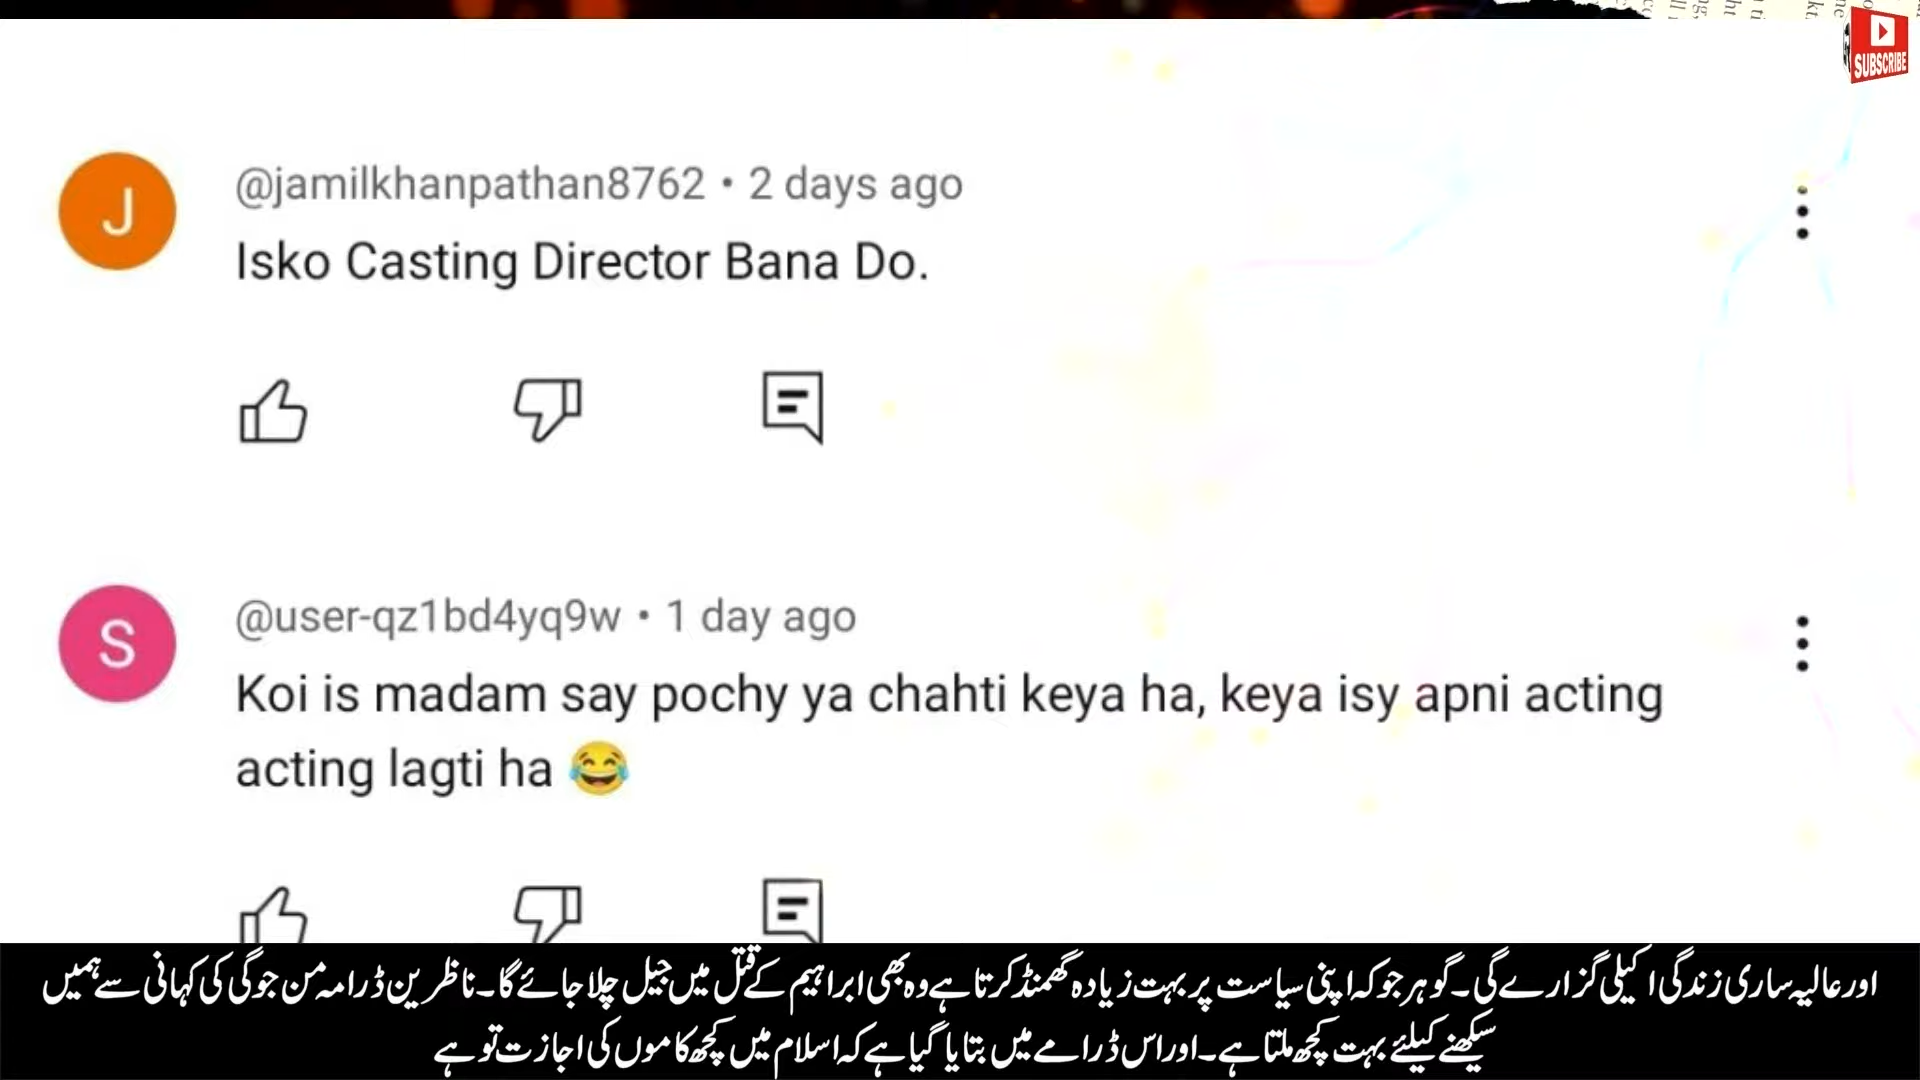 SUBSCRIBE
@jamilkhanpathan8762 • 2 days ago
J
Isko Casting Director Bana Do.
@user-qz1bd4yq9w • 1 day ago
S
Koi is madam say pochy ya chahti keya ha, keya isy apni acting
acting lagti ha 😂
اور عالیہ ساری زندگی اکیلی گزارے گی۔ گوہر جو کہ اپنی سیاست پر بہت زیادہ گھمنڈ کرتا ہے وہ بھی ابراہیم کے قتل میں جیل چلا جائے گا۔ ناظرین ڈرامہ من جوگی کی کہانی سے ہمیں
سیکھنے کیلئے بہت کچھ ملتا ہے۔ اور اس ڈرامے میں بتایا گیا ہے کہ اسلام میں کچھ کاموں کی اجازت تو ہے